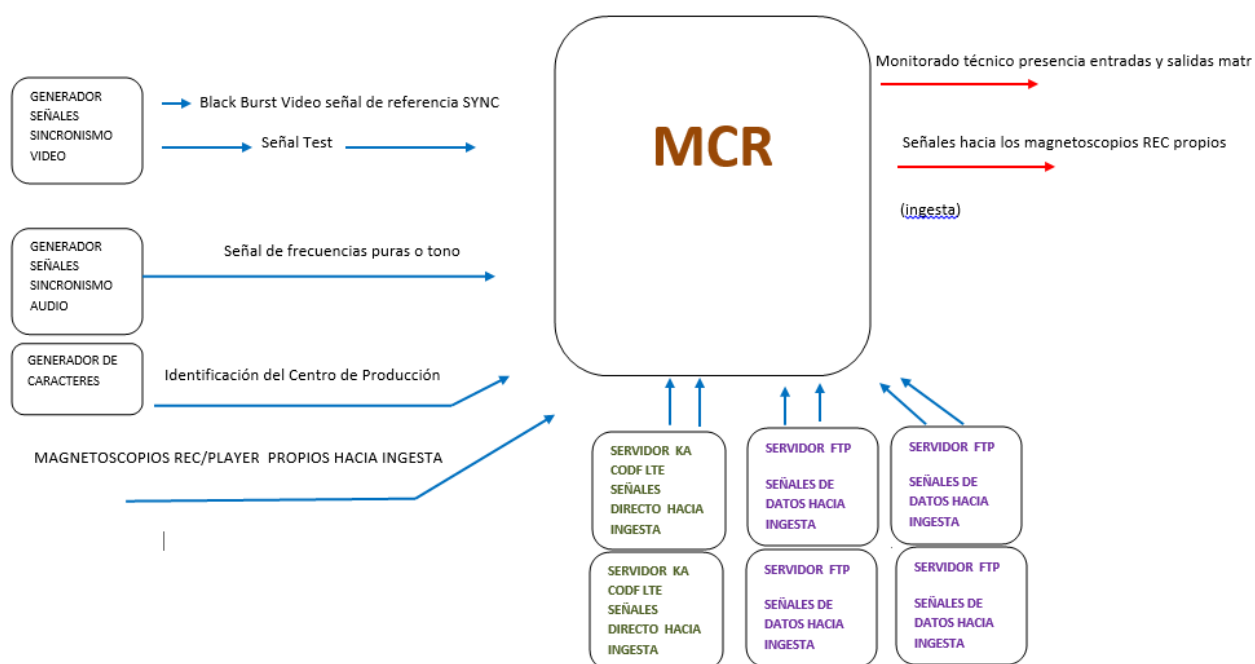 Monitorado técnico presencia entradas y salidas matr
GENERADOR
SEÑALES
SINCRONISMO
VIDEO
Black Burst Video señal de referencia SYNC
Señal Test
MCR
Señales hacia los magnetoscopios REC propios
(ingesta)
GENERADOR
SEÑALES
SINCRONISMO
AUDIO
Señal de frecuencias puras o tono
GENERADOR DE
CARACTERES
Identificación del Centro de Producción
MAGNETOSCOPIOS REC/PLAYER PROPIOS HACIA INGESTA
SERVIDOR KA
CODF LTE
SEÑALES
DIRECTO HACIA
INGESTA
SERVIDOR FTP
SEÑALES DE
DATOS HACIA
INGESTA
SERVIDOR FTP
SEÑALES DE
DATOS HACIA
INGESTA
SERVIDOR KA
CODF LTE
SEÑALES
DIRECTO HACIA
INGESTA
SERVIDOR FTP
SEÑALES DE
DATOS HACIA
INGESTA
SERVIDOR FTP
SEÑALES DE
DATOS HACIA
INGESTA